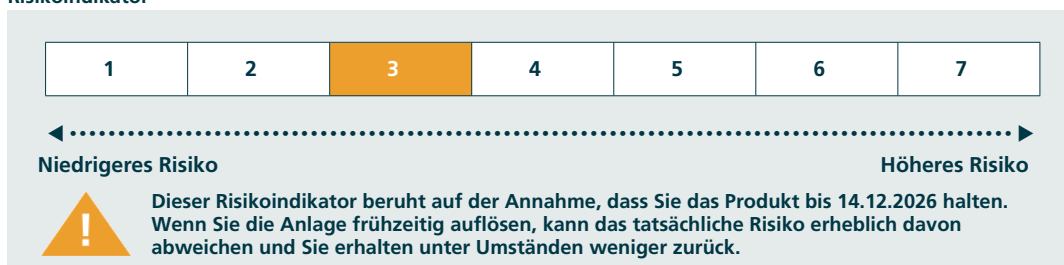 Risikoindikator
1 2 3 4 5 6 7
Niedrigeres Risiko Höheres Risiko
! Dieser Risikoindikator beruht auf der Annahme, dass Sie das Produkt bis 14.12.2026 halten.
Wenn Sie die Anlage frühzeitig auflösen, kann das tatsächliche Risiko erheblich davon
abweichen und Sie erhalten unter Umständen weniger zurück.